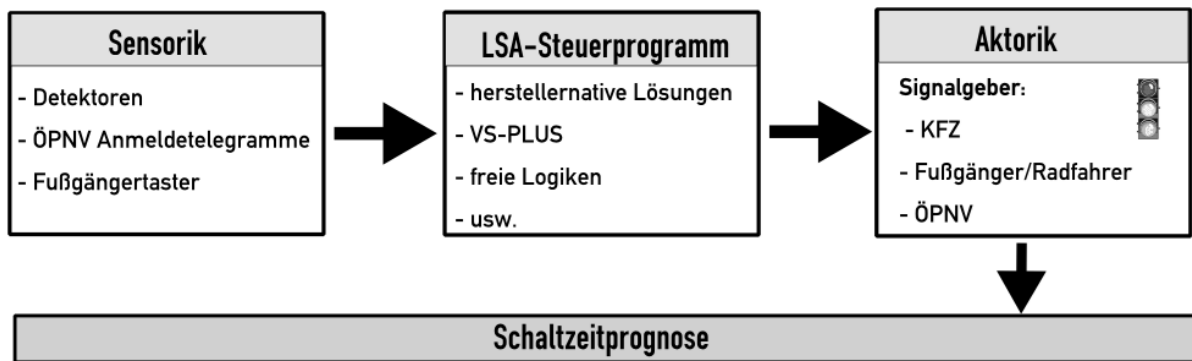 Sensorik
- Detektoren
- ÖPNV Anmeldetelegramme
- Fußgängertaster
LSA-Steuerprogramm
- herstellernative Lösungen
- VS-PLUS
- freie Logiken
- usw.
Aktorik
Signalgeber:
- KFZ
- Fußgänger/Radfahrer
- ÖPNV
Schaltzeitprognose